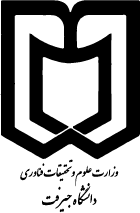 وزارت علوم و تحقیقات و فناوری
دانشگاه جیرفت